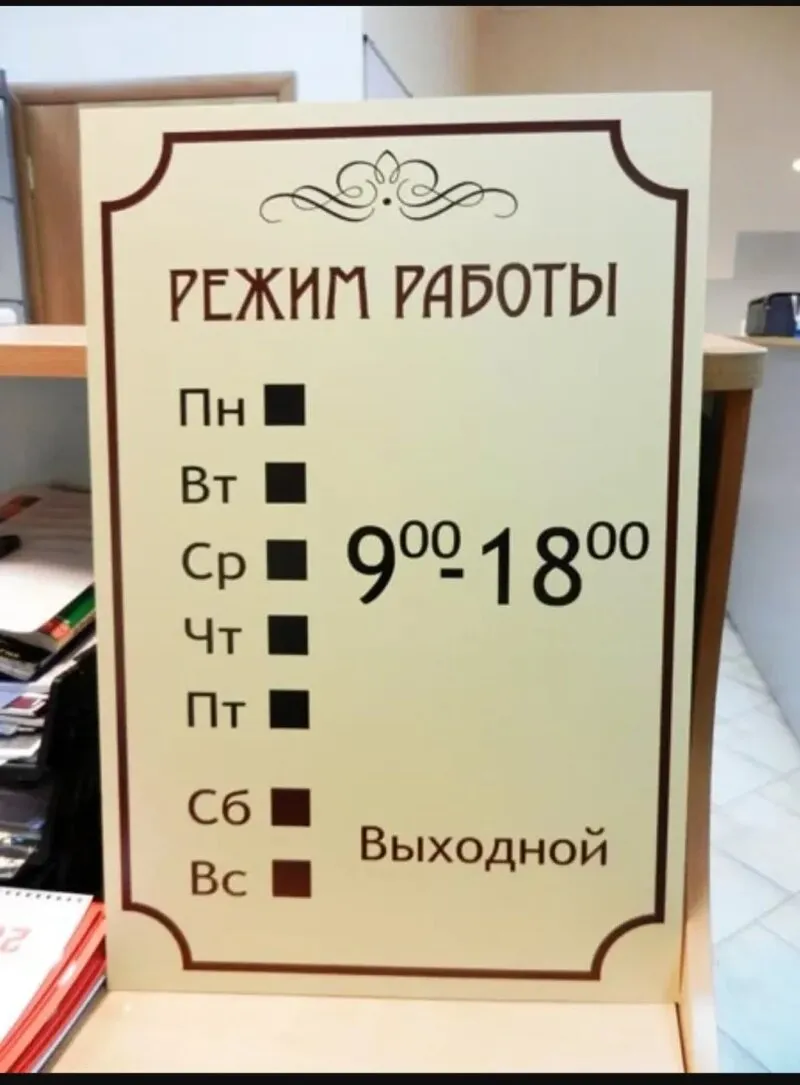 РЕЖИМ РАБОТЫ
Пн
Вт
Ср 9⁰⁰-18⁰⁰
Чт
Пт
Сб
Выходной
Вс